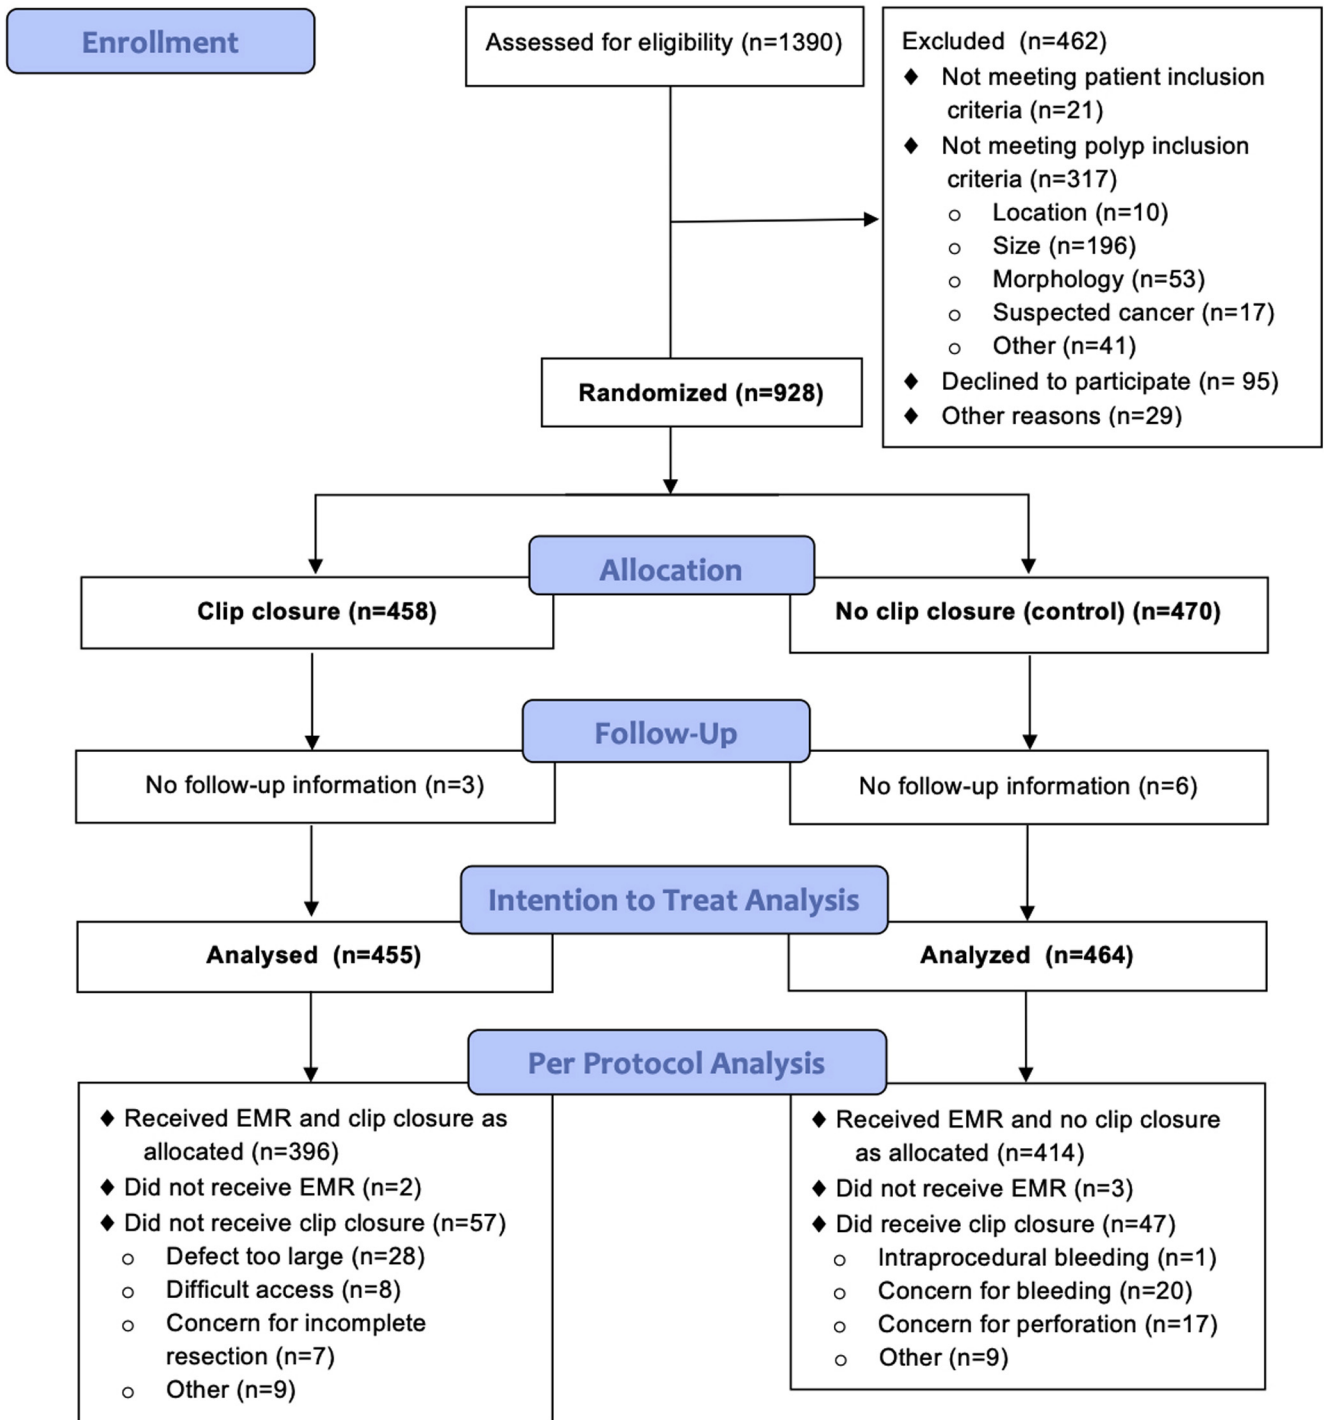 Enrollment
Assessed for eligibility (n=1390)
Excluded (n=462)
♦ Not meeting patient inclusion
criteria (n=21)
♦ Not meeting polyp inclusion
criteria (n=317)
o Location (n=10)
o Size (n=196)
o Morphology (n=53)
o Suspected cancer (n=17)
o Other (n=41)
♦ Declined to participate (n= 95)
♦ Other reasons (n=29)
Randomized (n=928)
Allocation
Clip closure (n=458)
No clip closure (control) (n=470)
Follow-Up
No follow-up information (n=3)
No follow-up information (n=6)
Intention to Treat Analysis
Analysed (n=455)
Analyzed (n=464)
Per Protocol Analysis
♦ Received EMR and clip closure as
allocated (n=396)
♦ Did not receive EMR (n=2)
♦ Did not receive clip closure (n=57)
o Defect too large (n=28)
o Difficult access (n=8)
o Concern for incomplete
resection (n=7)
o Other (n=9)
♦ Received EMR and no clip closure
as allocated (n=414)
♦ Did not receive EMR (n=3)
♦ Did receive clip closure (n=47)
o Intraprocedural bleeding (n=1)
o Concern for bleeding (n=20)
o Concern for perforation (n=17)
o Other (n=9)